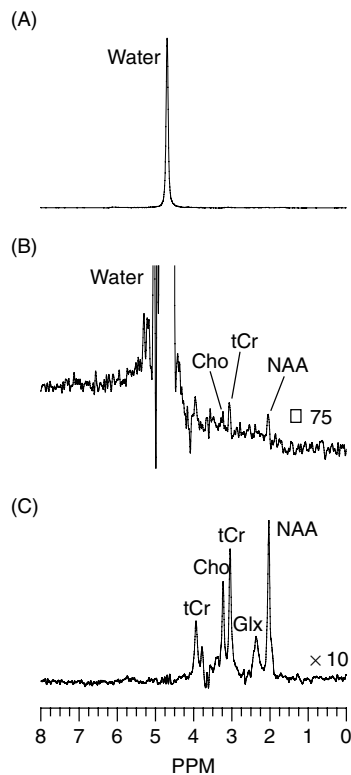 (A)
Water
(B)
Water
Cho
tCr
NAA
□ 75
(C)
tCr
Cho
tCr
Glx
NAA
× 10
8 7 6 5 4 3 2 1 0
PPM